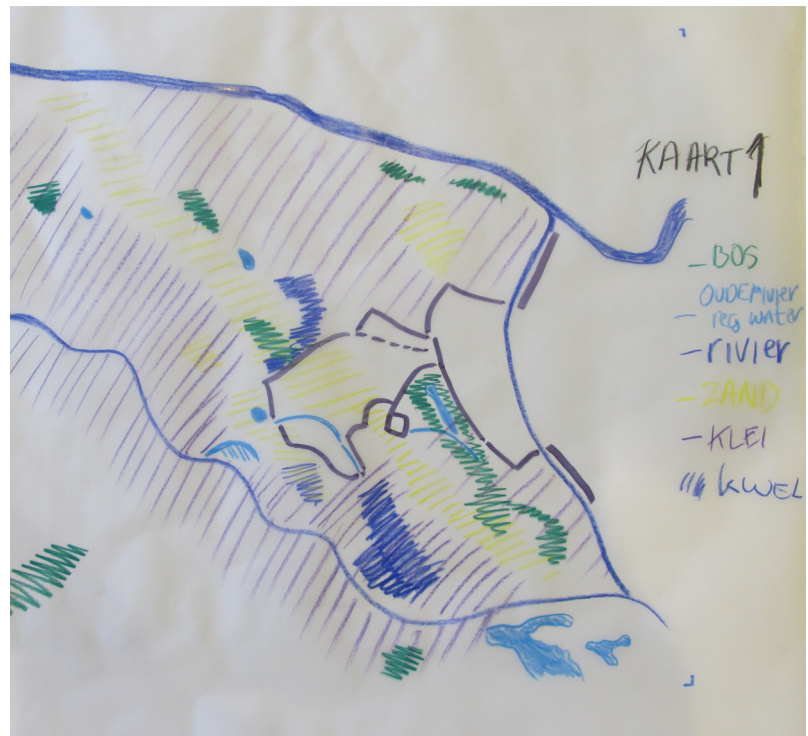 KAART 1
- BOS
OUDE rivier
- reg water
- rivier
- ZAND
- KLEI
KWEL